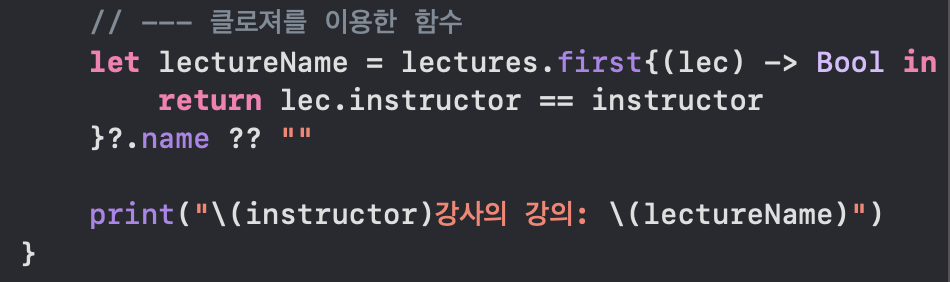 // --- 클로져를 이용한 함수
let lectureName = lectures.first{(lec) -> Bool in
return lec.instructor == instructor
}?.name ?? ""
print("\(instructor)강사의 강의: \(lectureName)")
}